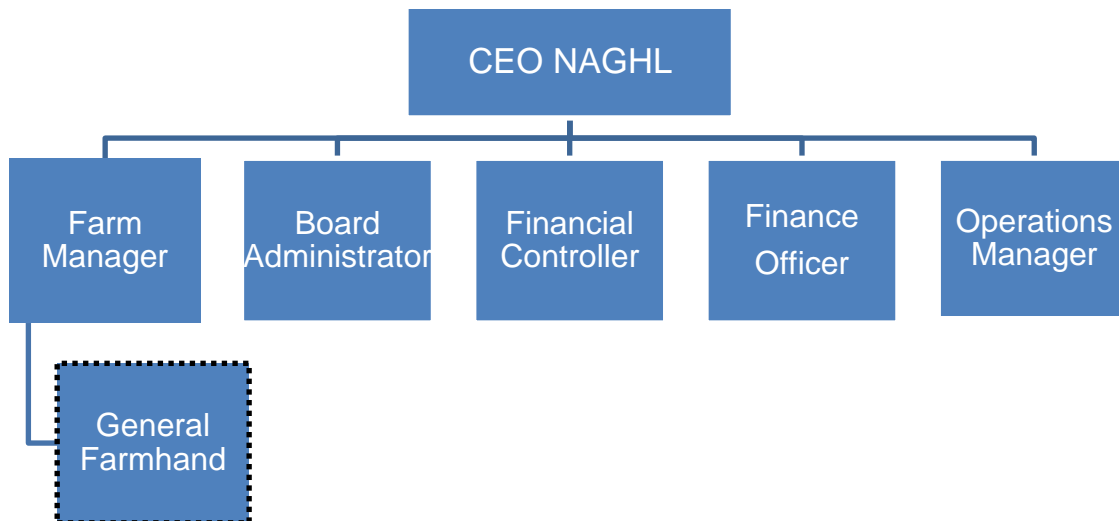 CEO NAGHL
Farm
Manager
Board
Administrator
Financial
Controller
Finance
Officer
Operations
Manager
General
Farmhand